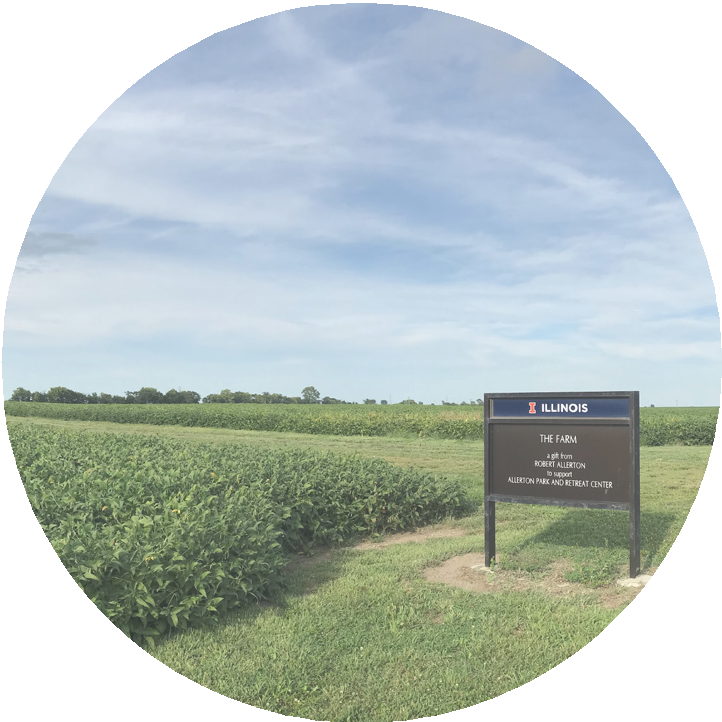 I ILLINOIS
THE FARM
a gift from
ROBERT ALLERTON
to support
ALLERTON PARK AND RETREAT CENTER